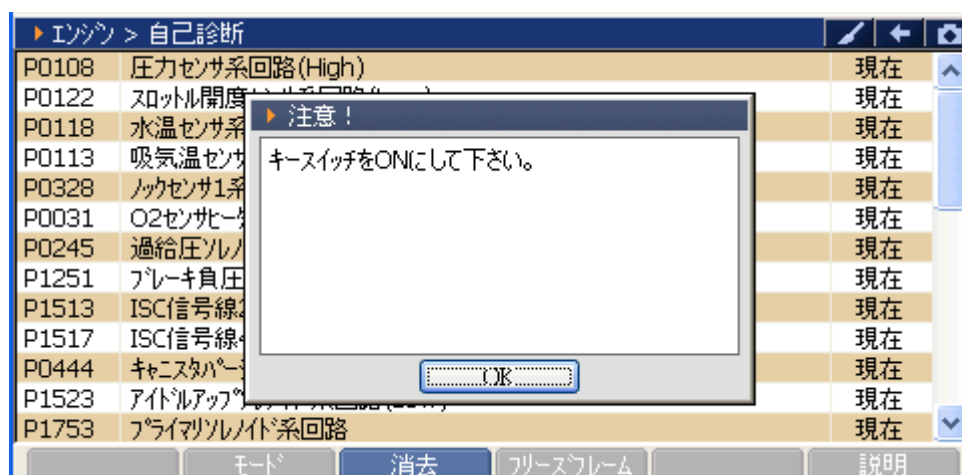 エンジン > 自己診断
P0108 圧力センサ系回路(High) 現在
P0122 スロットル開度 現在
P0118 水温センサ系 現在
P0113 吸気温センサ 現在
P0328 ノックセンサ1系 現在
P0031 O2センサヒータ 現在
P0245 過給圧ソレノ 現在
P1251 ブレーキ負圧 現在
P1513 ISC信号線2 現在
P1517 ISC信号線4 現在
P0444 キャニスタパージ 現在
P1523 アイドルアップ 現在
P1753 プライマリソレノイド系回路 現在
注意!
キースイッチをONにして下さい。
OK
モード 消去 フリーズフレーム 説明